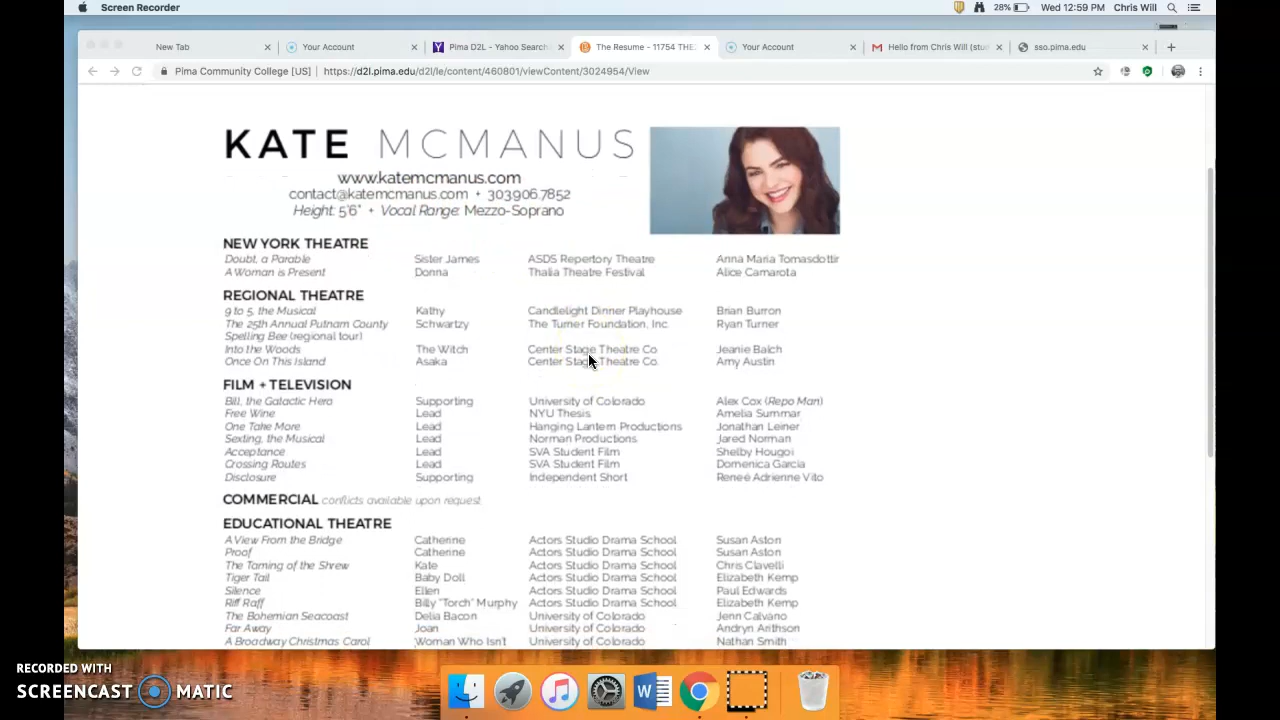 Screen Recorder 28% Wed 12:59 PM Chris Will
New Tab Your Account Pima D2L - Yahoo Search The Resume - 11754 THE Your Account Hello from Chris Will (stu sso.pima.edu
Pima Community College [US] https://d2l.pima.edu/d2l/le/content/460801/viewContent/3024954/View
KATE MCMANUS
www.katemcmanus.com
contact@katemcmanus.com + 303.906.7852
Height: 5'6" + Vocal Range: Mezzo-Soprano
NEW YORK THEATRE
Doubt, a Parable Sister James ASDS Repertory Theatre Anna Maria Tomasdottir
A Woman is Present Donna Thalia Theatre Festival Alice Camarota
REGIONAL THEATRE
9 to 5, the Musical Kathy Candlelight Dinner Playhouse Brian Burron
The 25th Annual Putnam County Schwartzy The Turner Foundation, Inc. Ryan Turner
Spelling Bee (regional tour)
Into the Woods The Witch Center Stage Theatre Co. Jeanie Balch
Once On This Island Asaka Center Stage Theatre Co. Amy Austin
FILM + TELEVISION
Bill, the Galactic Hero Supporting University of Colorado Alex Cox (Repo Man)
Free Wine Lead NYU Thesis Amelia Summar
One Take More Lead Hanging Lantern Productions Jonathan Leiner
Sexting, the Musical Lead Norman Productions Jared Norman
Acceptance Lead SVA Student Film Shelby Hougoi
Crossing Routes Lead SVA Student Film Domenica Garcia
Disclosure Supporting Independent Short Reneé Adrienne Vito
COMMERCIAL conflicts available upon request
EDUCATIONAL THEATRE
A View From the Bridge Catherine Actors Studio Drama School Susan Aston
Proof Catherine Actors Studio Drama School Susan Aston
The Taming of the Shrew Kate Actors Studio Drama School Chris Clavelli
Tiger Tail Baby Doll Actors Studio Drama School Elizabeth Kemp
Silence Ellen Actors Studio Drama School Paul Edwards
Riff Raff Billy "Torch" Murphy Actors Studio Drama School Elizabeth Kemp
The Bohemian Seacoast Delia Bacon University of Colorado Jenn Calvano
Far Away Joan University of Colorado Andryn Arithson
A Broadway Christmas Carol Woman Who Isn't University of Colorado Nathan Smith
RECORDED WITH
SCREENCAST MATIC